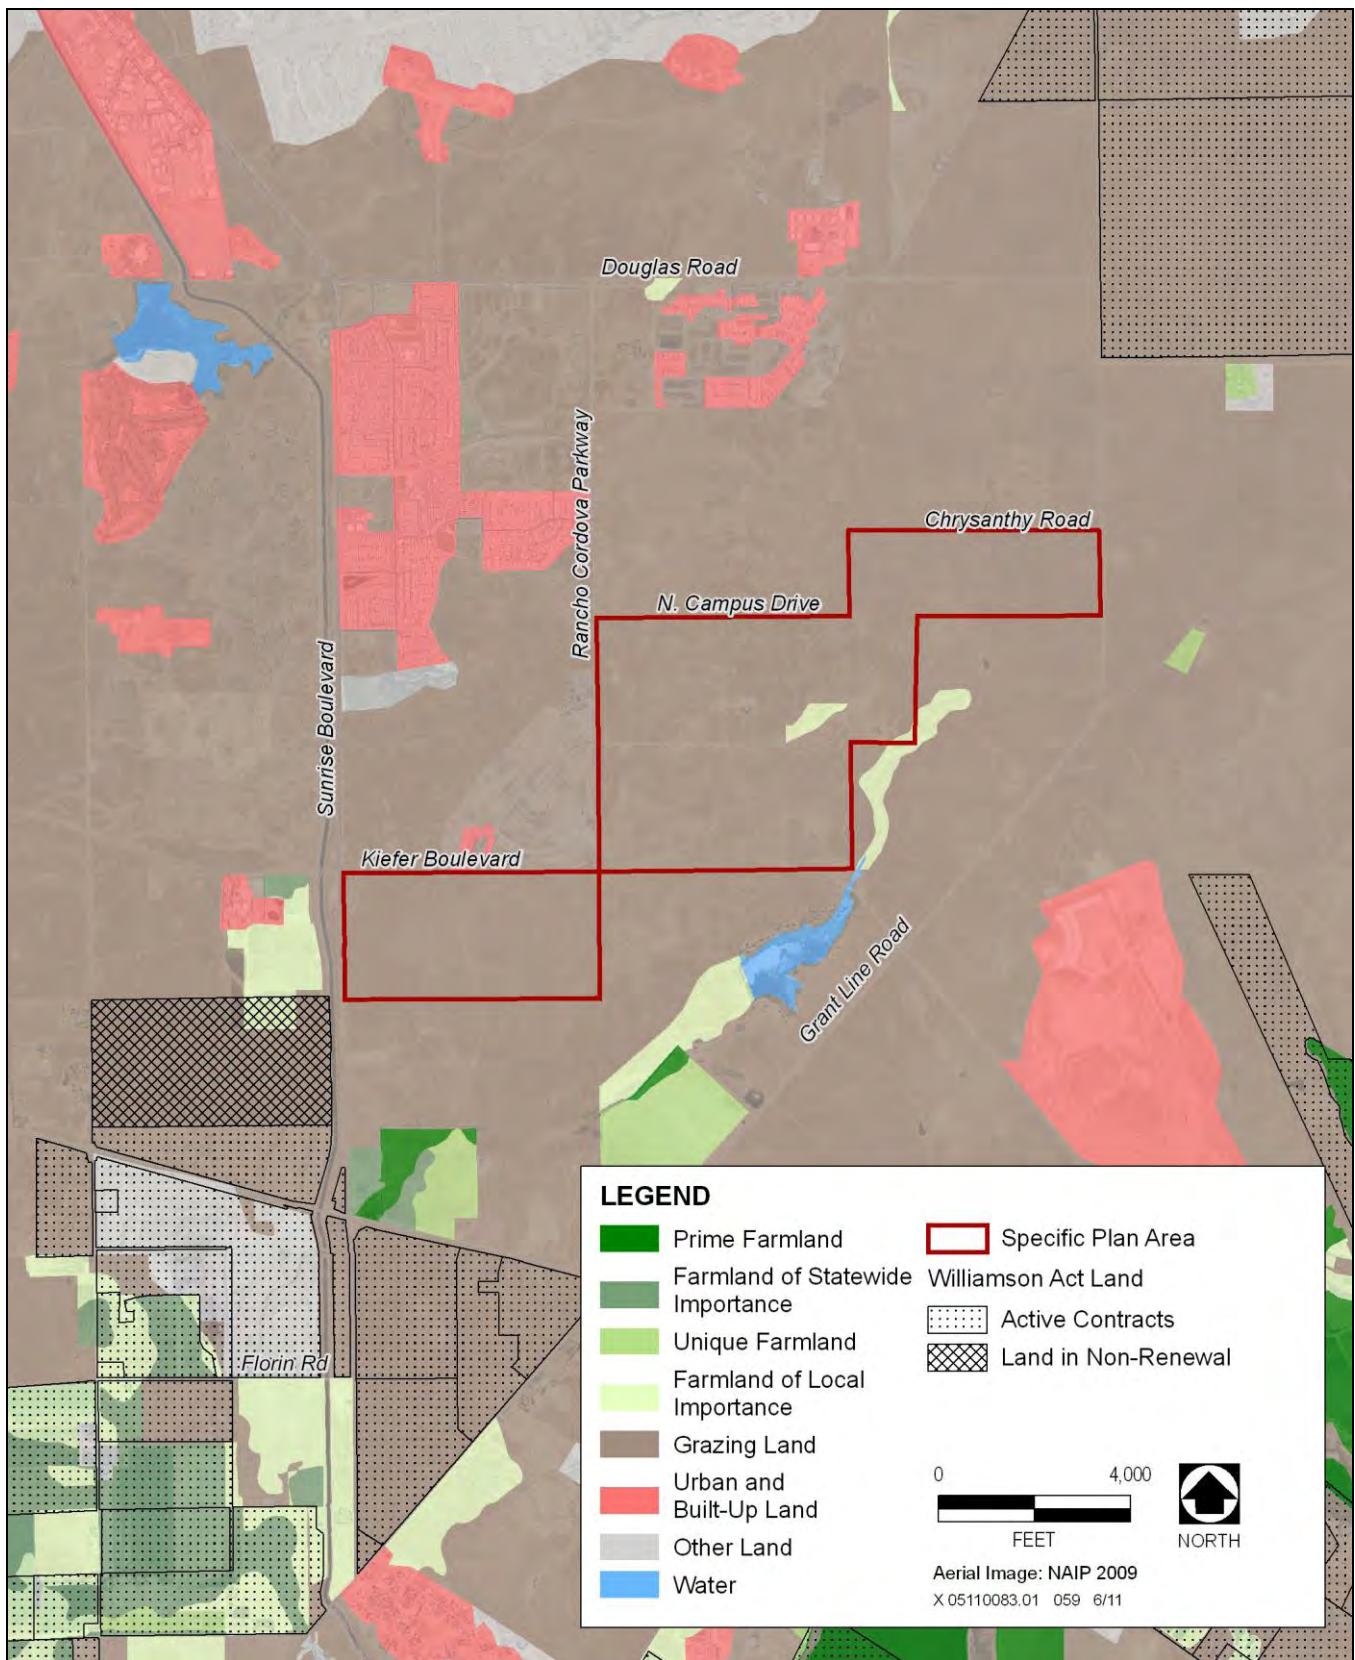 Douglas Road
Rancho Cordova Parkway
Chrysanthy Road
N. Campus Drive
Sunrise Boulevard
Kiefer Boulevard
Grant Line Road
Florin Rd
LEGEND
Prime Farmland
Farmland of Statewide
Importance
Unique Farmland
Farmland of Local
Importance
Grazing Land
Urban and
Built-Up Land
Other Land
Water
Specific Plan Area
Williamson Act Land
Active Contracts
Land in Non-Renewal
0 4,000
FEET
NORTH
Aerial Image: NAIP 2009
X 05110083.01 059 6/11